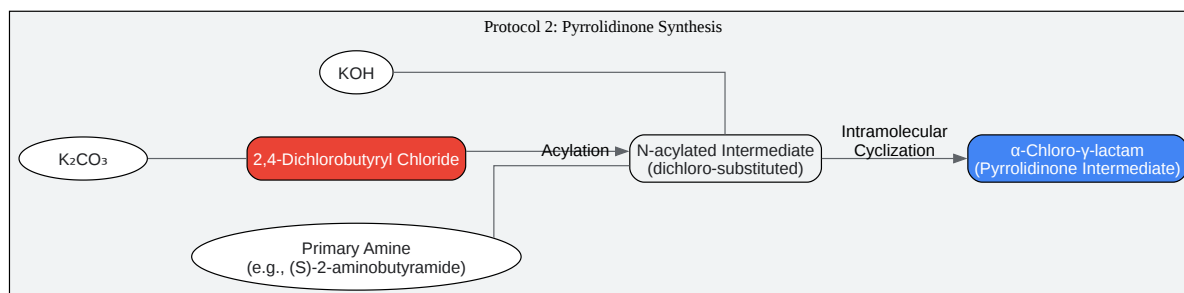 Protocol 2: Pyrrolidinone Synthesis
KOH
K₂CO₃
2,4-Dichlorobutyryl Chloride
Acylation
N-acylated Intermediate
(dichloro-substituted)
Intramolecular
Cyclization
α-Chloro-γ-lactam
(Pyrrolidinone Intermediate)
Primary Amine
(e.g., (S)-2-aminobutyramide)